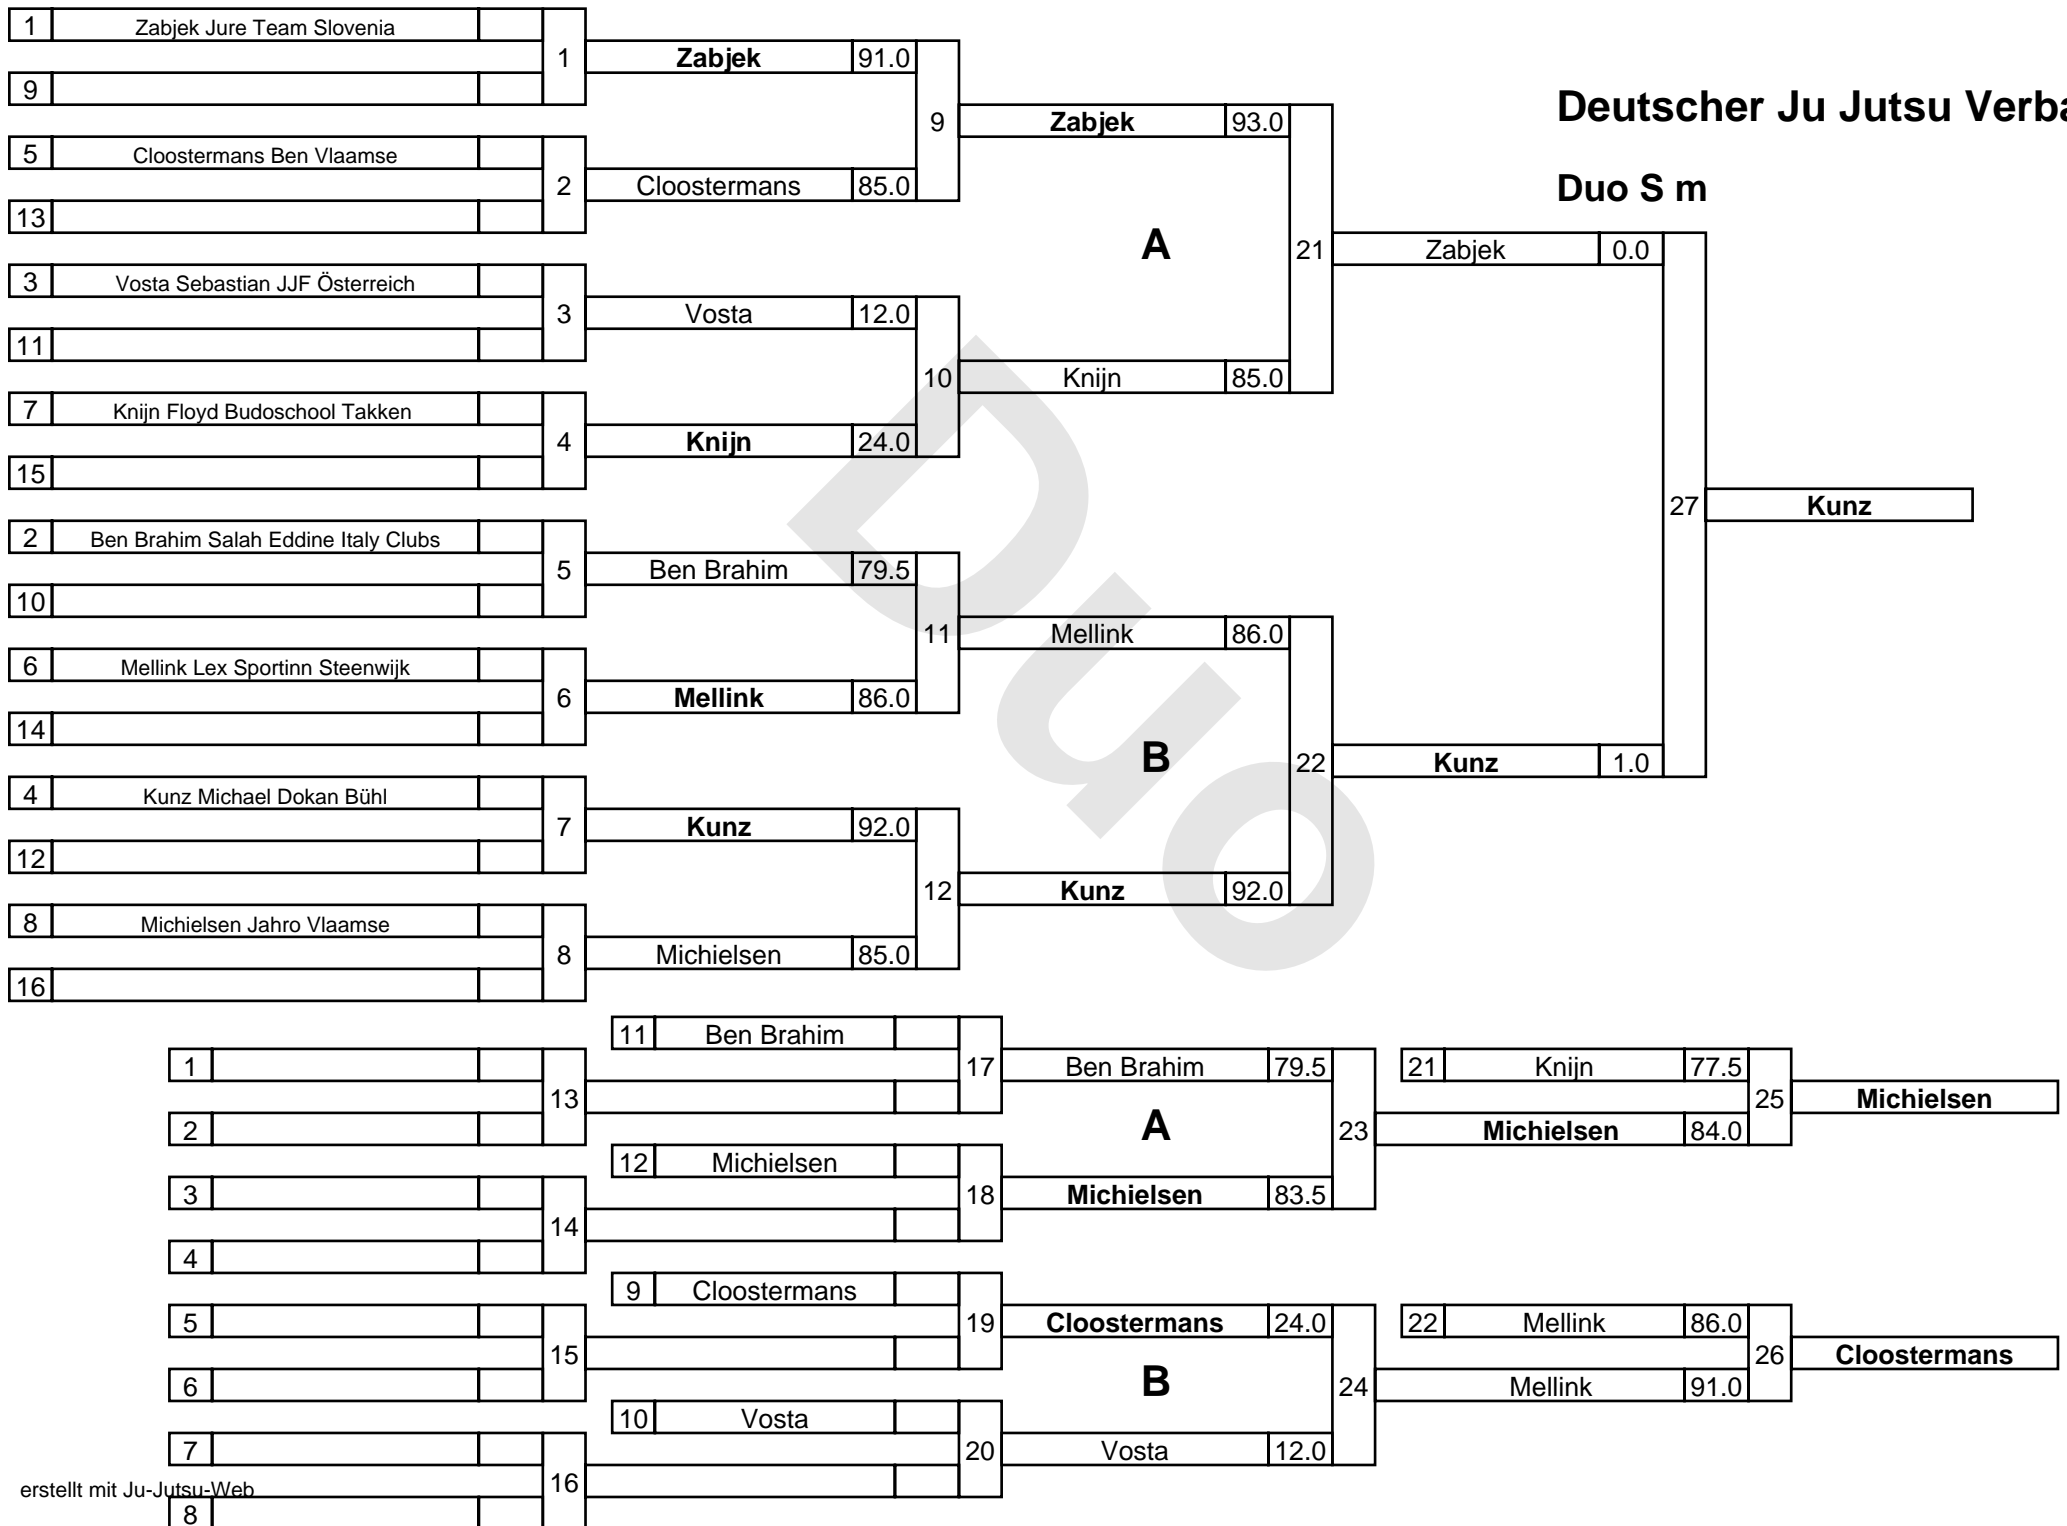 Deutscher Ju Jutsu Verba
Duo S m
1 Zabjek Jure Team Slovenia
9
1
5 Cloostermans Ben Vlaamse
13
2
3 Vosta Sebastian JJF Österreich
11
3
7 Knijn Floyd Budoschool Takken
15
4
2 Ben Brahim Salah Eddine Italy Clubs
10
5
6 Mellink Lex Sportinn Steenwijk
14
6
4 Kunz Michael Dokan Bühl
12
7
8 Michielsen Jahro Vlaamse
16
8
Zabjek 91.0
Cloostermans 85.0
9
Vosta 12.0
Knijn 24.0
10
Ben Brahim 79.5
Mellink 86.0
11
Kunz 92.0
Michielsen 85.0
12
Zabjek 93.0
A
Knijn 85.0
21
Mellink 86.0
B
Kunz 92.0
22
Zabjek 0.0
Kunz 1.0
27
Kunz
Duo
1
2
13
3
4
14
5
6
15
7
8
16
11 Ben Brahim
17
12 Michielsen
18
9 Cloostermans
19
10 Vosta
20
Ben Brahim 79.5
A
Michielsen 83.5
23
Cloostermans 24.0
B
Vosta 12.0
24
21 Knijn 77.5
Michielsen 84.0
25
Michielsen
22 Mellink 86.0
Mellink 91.0
26
Cloostermans
erstellt mit Ju-Jutsu-Web